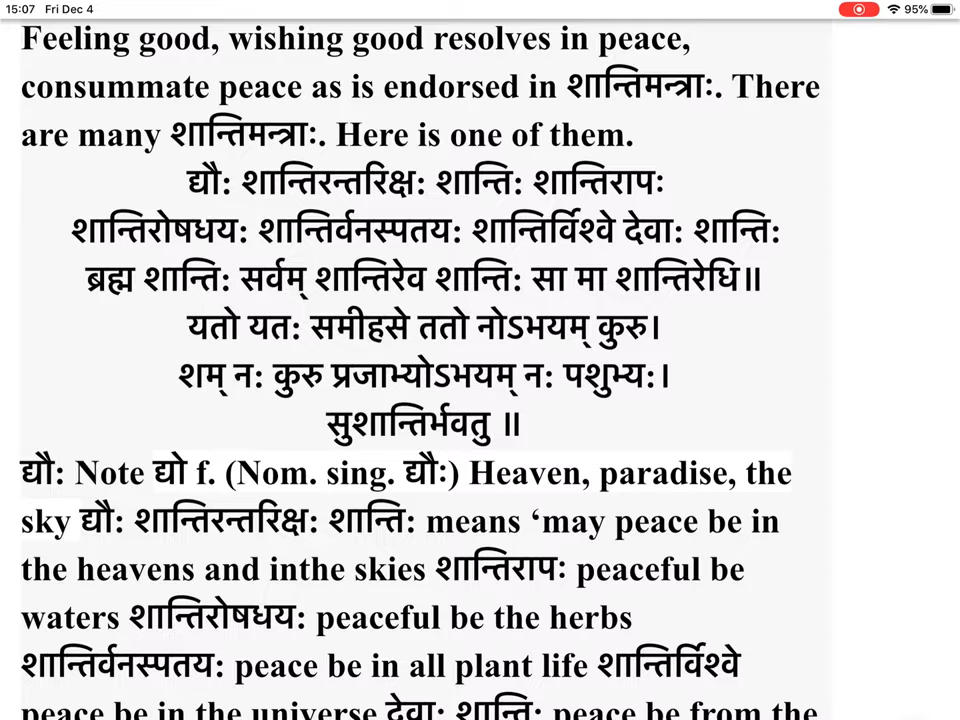 15:07 Fri Dec 4 95%
Feeling good, wishing good resolves in peace,
consummate peace as is endorsed in शान्तिमन्त्राः. There
are many शान्तिमन्त्राः. Here is one of them.
द्यौ: शान्तिरन्तरिक्ष: शान्ति: शान्तिरापः
शान्तिरोषधय: शान्तिर्वनस्पतय: शान्तिर्विश्वे देवा: शान्ति:
ब्रह्म शान्ति: सर्वम् शान्तिरेव शान्ति: सा मा शान्तिरेधि॥
यतो यत: समीहसे ततो नोऽभयम् कुरु।
शम् न: कुरु प्रजाभ्योऽभयम् न: पशुभ्य:।
सुशान्तिर्भवतु ॥
द्यौ: Note द्यो f. (Nom. sing. द्यौः) Heaven, paradise, the
sky द्यौ: शान्तिरन्तरिक्ष: शान्ति: means ‘may peace be in
the heavens and inthe skies शान्तिरापः peaceful be
waters शान्तिरोषधय: peaceful be the herbs
शान्तिर्वनस्पतय: peace be in all plant life शान्तिर्विश्वे
peace be in the universe देवा: शान्ति: peace be from the